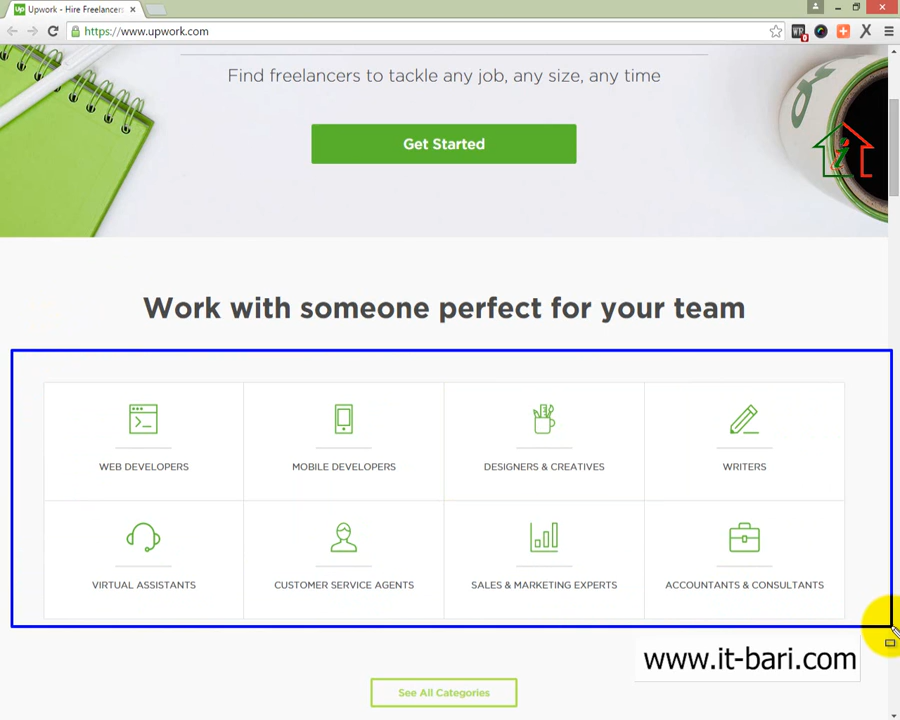 up Upwork - Hire Freelancers
https://www.upwork.com
Find freelancers to tackle any job, any size, any time
Get Started
Work with someone perfect for your team
WEB DEVELOPERS
MOBILE DEVELOPERS
DESIGNERS & CREATIVES
WRITERS
VIRTUAL ASSISTANTS
CUSTOMER SERVICE AGENTS
SALES & MARKETING EXPERTS
ACCOUNTANTS & CONSULTANTS
www.it-bari.com
See All Categories